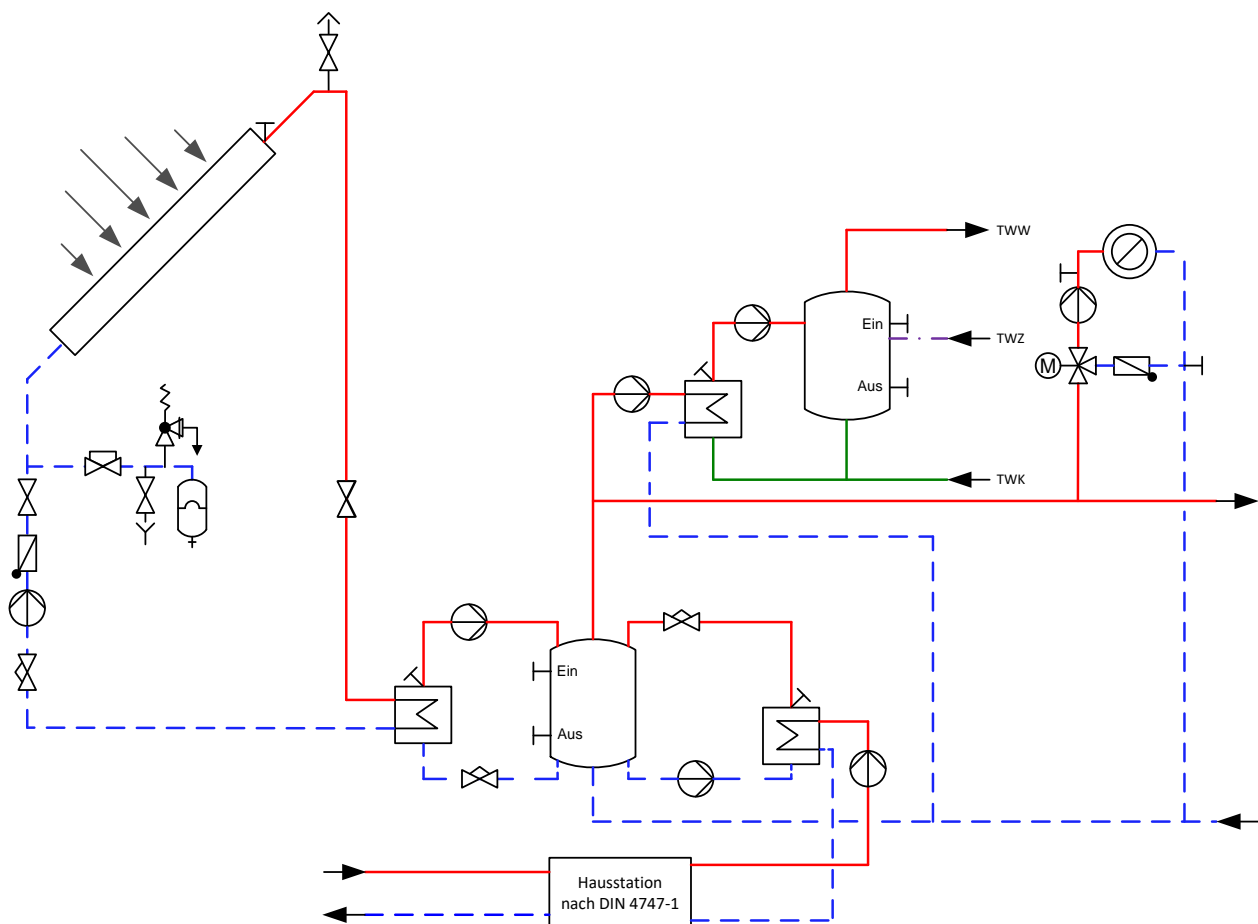 TWW
Ein
TWZ
M
Aus
TWK
Ein
Aus
Hausstation
nach DIN 4747-1